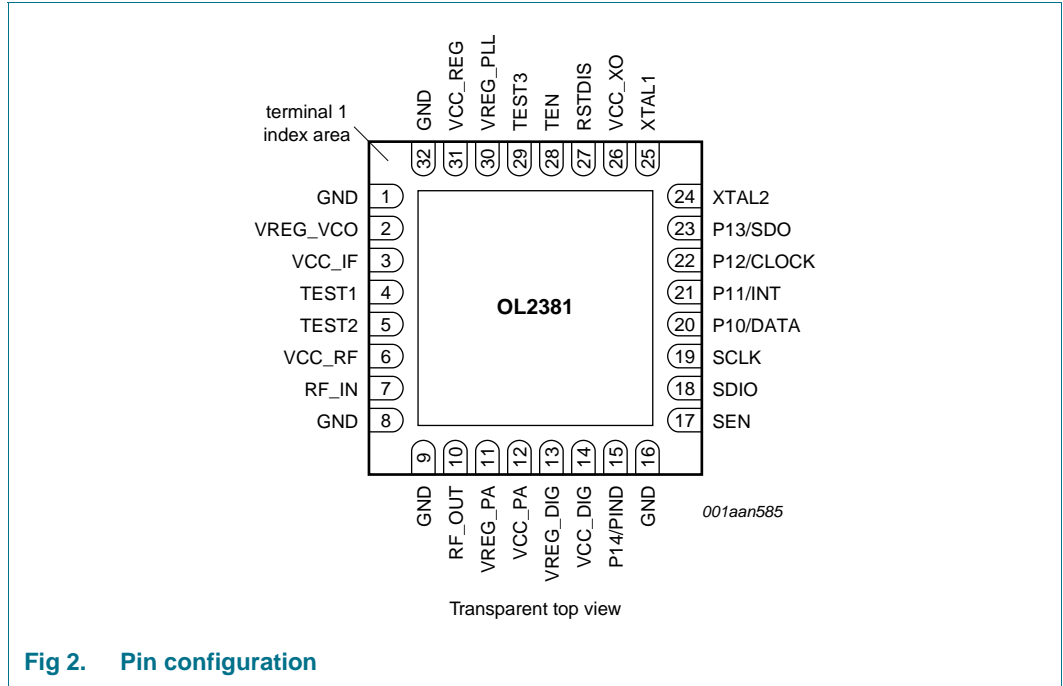 GND
VCC_REG
VREG_PLL
TEST3
TEN
RSTDIS
VCC_XO
XTAL1
terminal 1
index area
32
31
30
29
28
27
26
25
GND 1
VREG_VCO 2
VCC_IF 3
TEST1 4
TEST2 5
VCC_RF 6
RF_IN 7
GND 8
OL2381
24 XTAL2
23 P13/SDO
22 P12/CLOCK
21 P11/INT
20 P10/DATA
19 SCLK
18 SDIO
17 SEN
9
10
11
12
13
14
15
16
GND
RF_OUT
VREG_PA
VCC_PA
VREG_DIG
VCC_DIG
P14/PIND
GND
001aan585
Transparent top view
Fig 2. Pin configuration